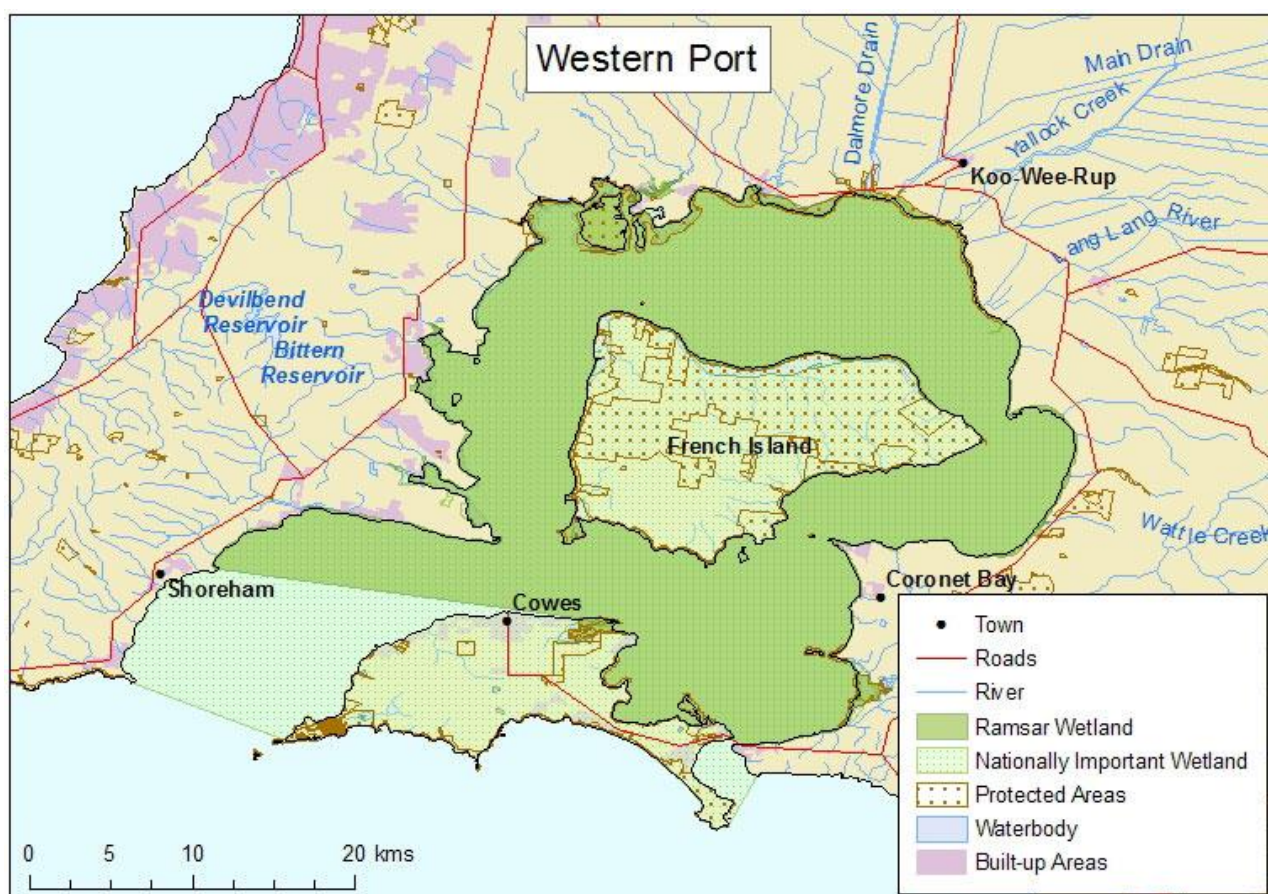 Western Port
Main Drain
Yallock Creek
Dalmore Drain
Koo-Wee-Rup
Lang Lang River
Devilbend
Reservoir
Bittern
Reservoir
French Island
Wattle Creek
Shoreham
Cowes
Coronet Bay
Town
Roads
River
Ramsar Wetland
Nationally Important Wetland
Protected Areas
Waterbody
Built-up Areas
0 5 10 20 kms